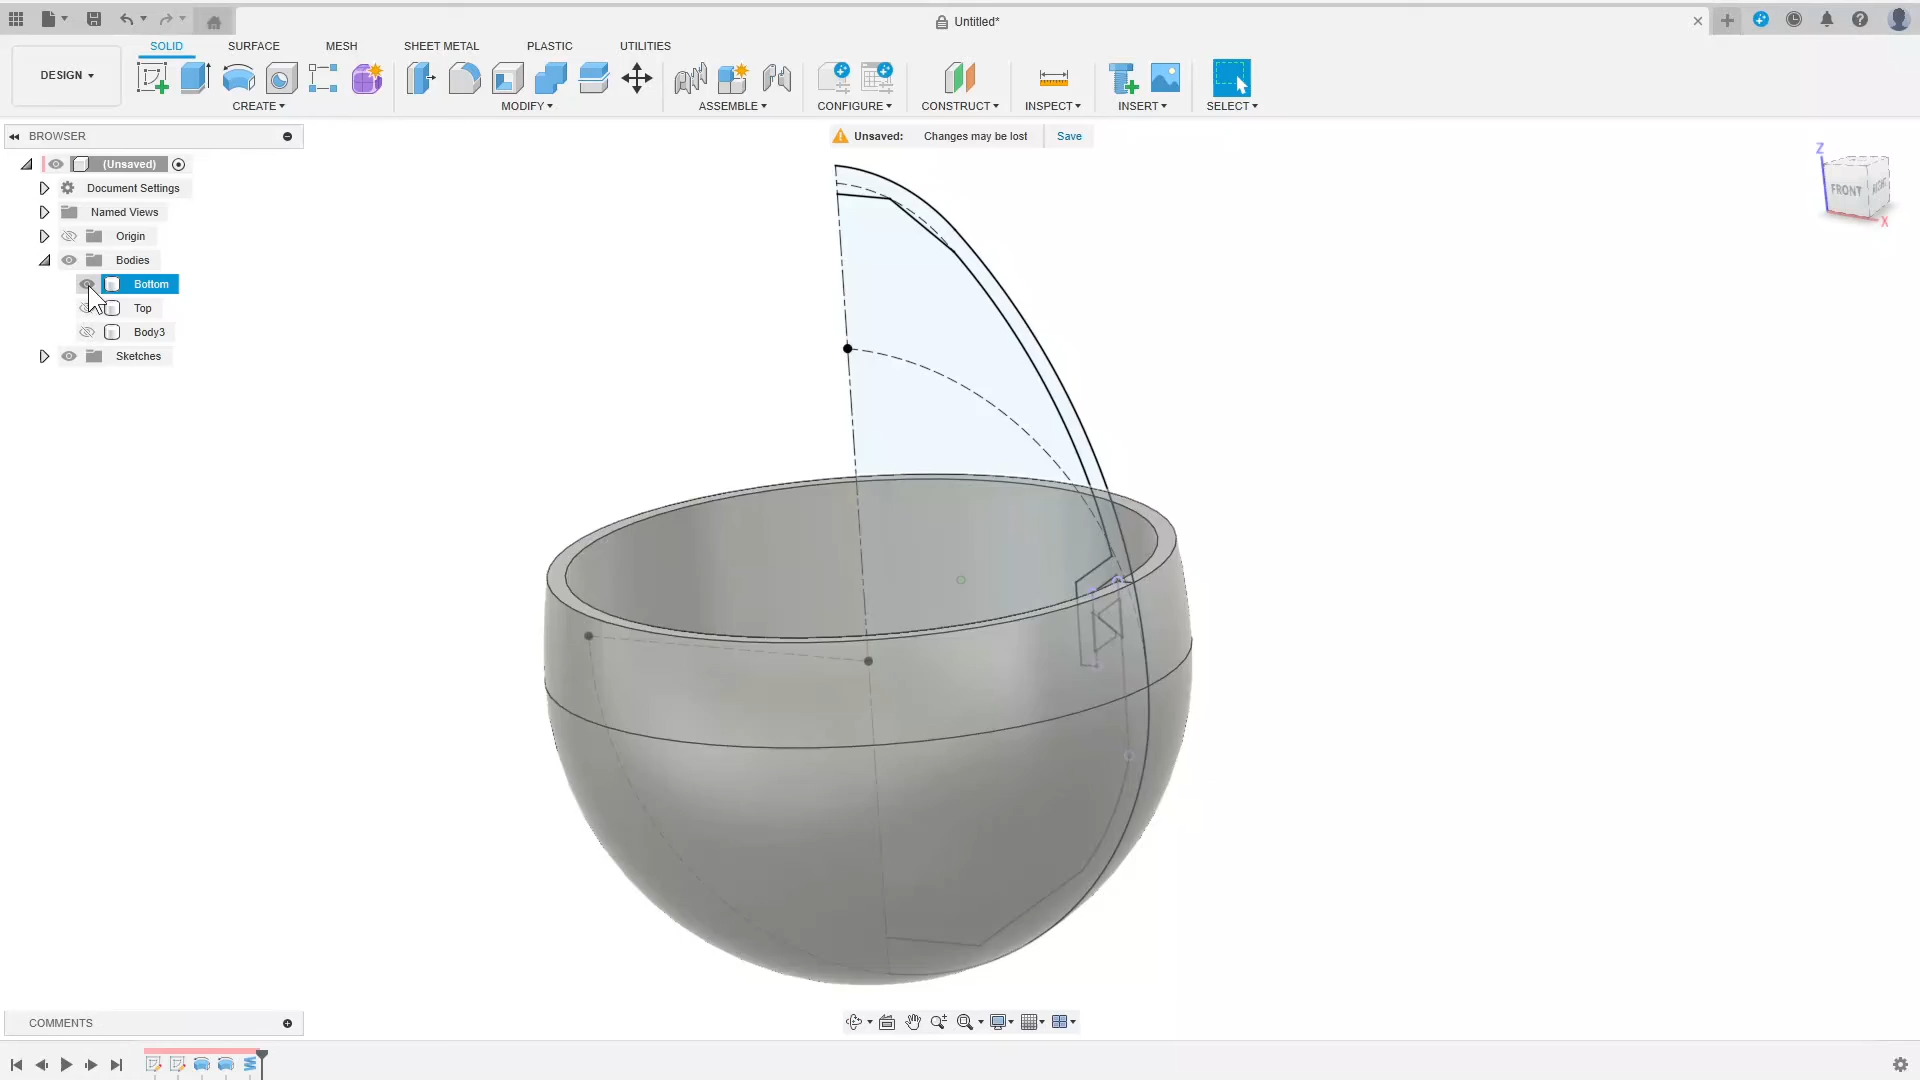 Untitled*
DESIGN
SOLID SURFACE MESH SHEET METAL PLASTIC UTILITIES
CREATE MODIFY ASSEMBLE CONFIGURE CONSTRUCT INSPECT INSERT SELECT
BROWSER
Unsaved: Changes may be lost Save
(Unsaved)
Document Settings
Named Views
Origin
Bodies
Bottom
Top
Body3
Sketches
Z
FRONT RIGHT
X
COMMENTS